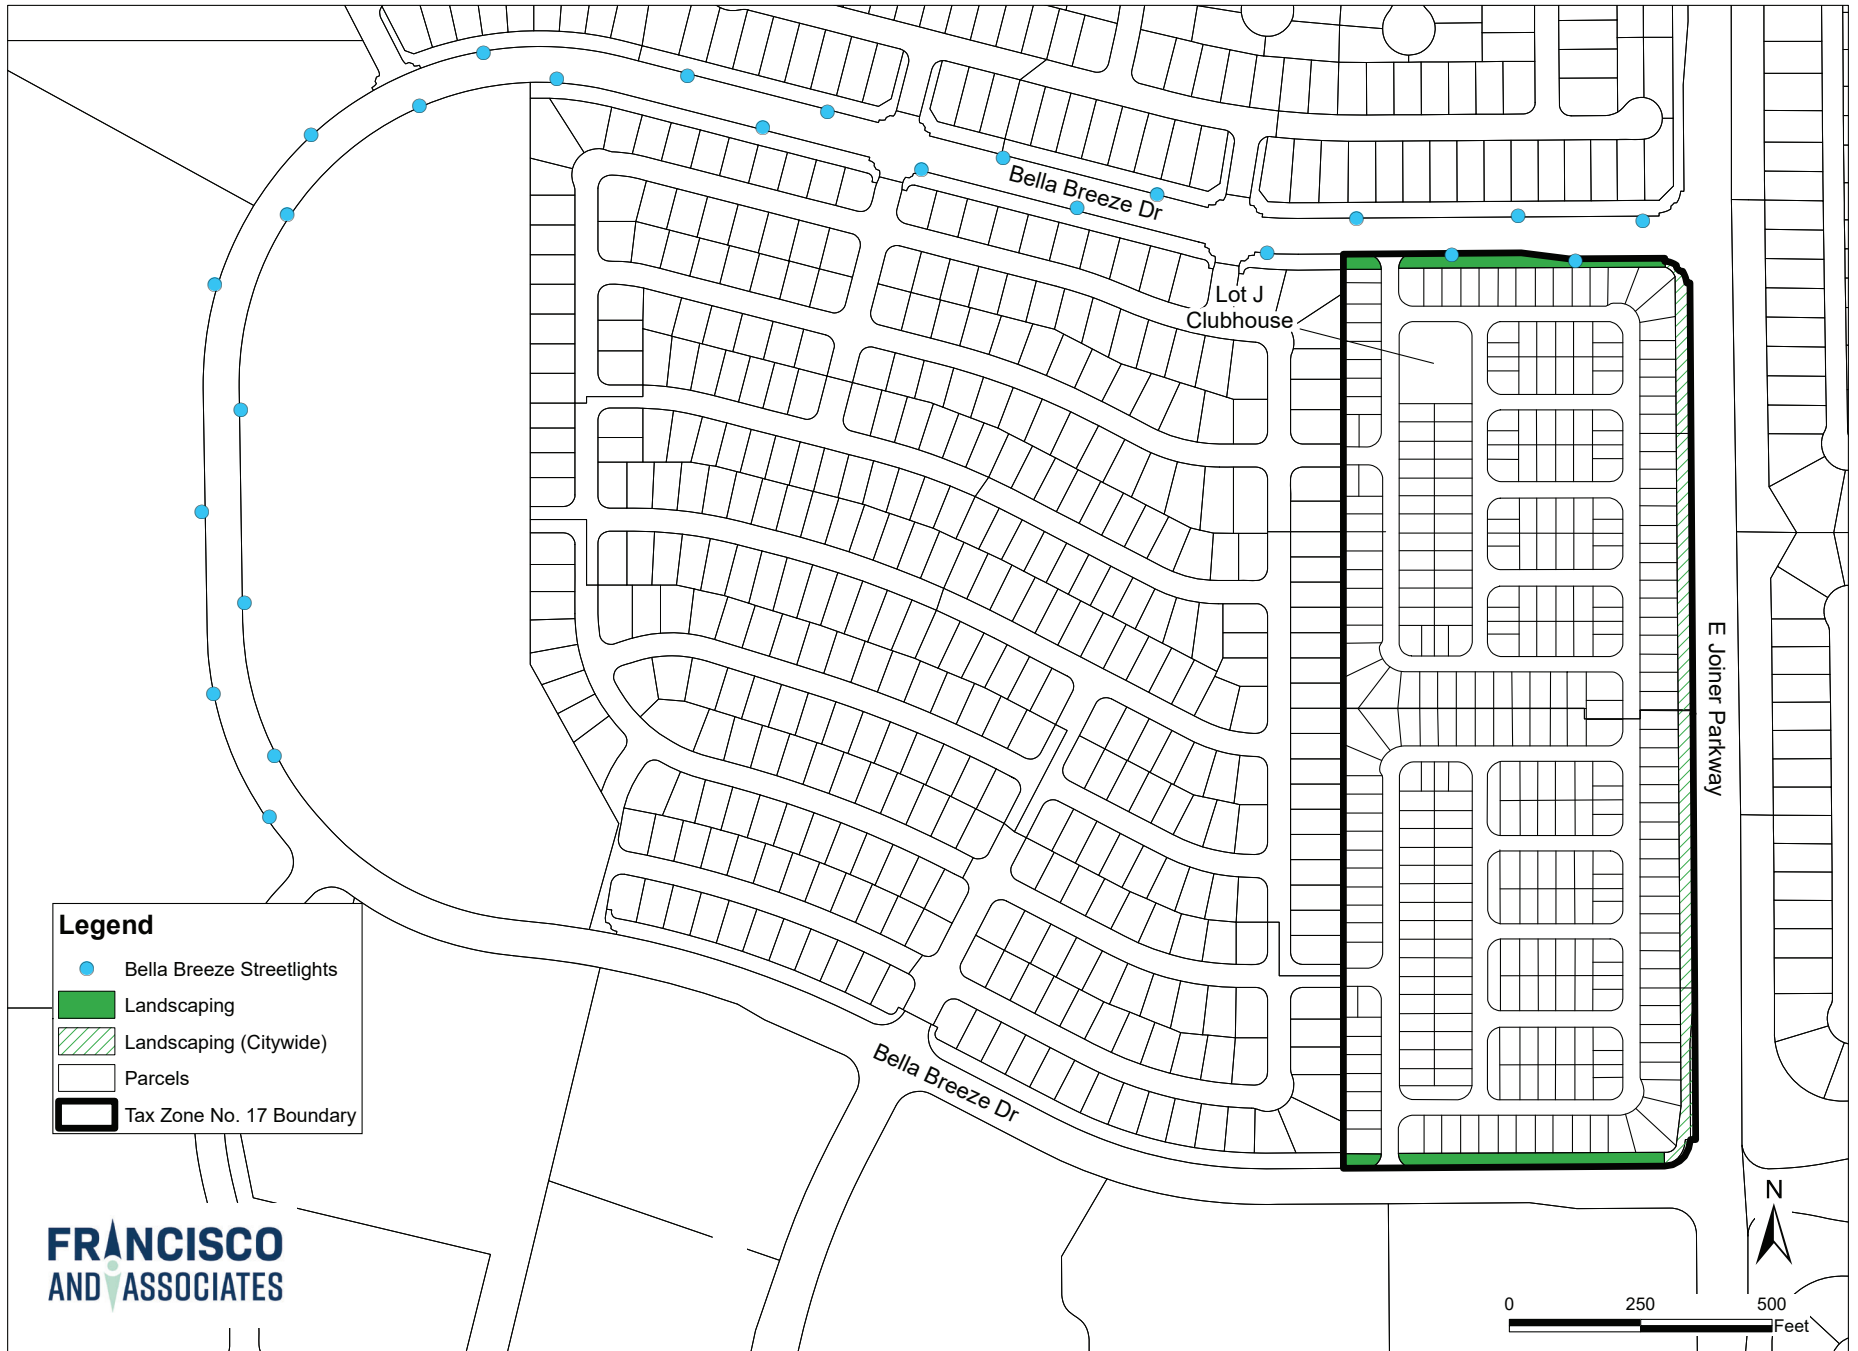 Bella Breeze Dr
Lot J
Clubhouse
E Joiner Parkway
Bella Breeze Dr
Legend
Bella Breeze Streetlights
Landscaping
Landscaping (Citywide)
Parcels
Tax Zone No. 17 Boundary
FRANCISCO
AND ASSOCIATES
N
0 250 500
Feet